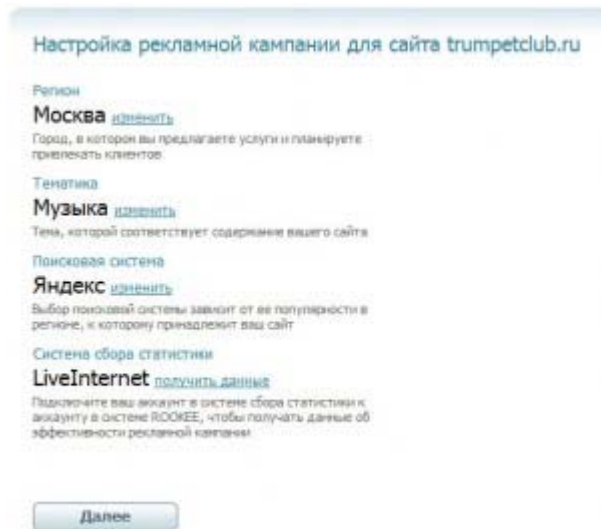 Настройка рекламной кампании для сайта trumpetclub.ru
Регион
Москва изменить
Город, в котором вы предлагаете услуги и планируете
привлекать клиентов
Тематика
Музыка изменить
Тема, которой соответствует содержание вашего сайта
Поисковая система
Яндекс изменить
Выбор поисковой системы зависит от ее популярности в
регионе, к которому принадлежит ваш сайт
Система сбора статистики
LiveInternet получить данные
Подключите ваш аккаунт в системе сбора статистики к
аккаунту в системе ROOKEE, чтобы получать данные об
эффективности рекламной кампании
Далее